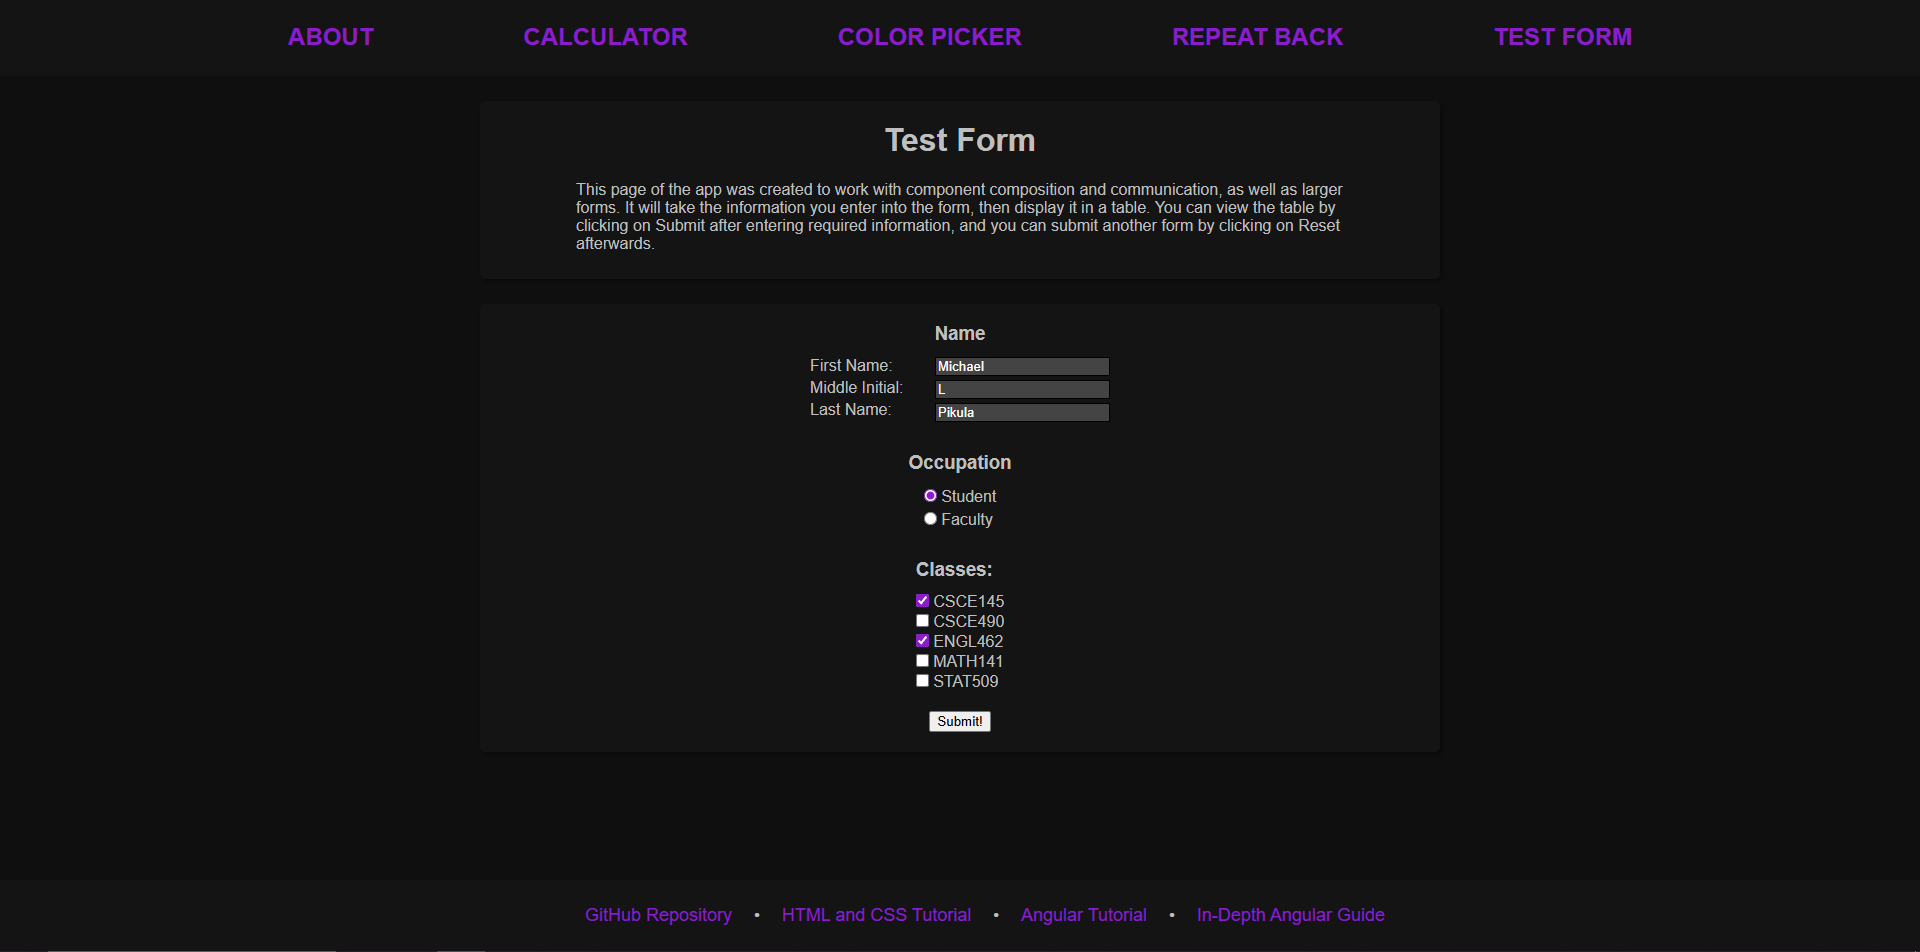 ABOUT CALCULATOR COLOR PICKER REPEAT BACK TEST FORM
Test Form
This page of the app was created to work with component composition and communication, as well as larger
forms. It will take the information you enter into the form, then display it in a table. You can view the table by
clicking on Submit after entering required information, and you can submit another form by clicking on Reset
afterwards.
Name
First Name: Michael
Middle Initial: L
Last Name: Pikula
Occupation
Student
Faculty
Classes:
CSCE145
CSCE490
ENGL462
MATH141
STAT509
Submit!
GitHub Repository • HTML and CSS Tutorial • Angular Tutorial • In-Depth Angular Guide